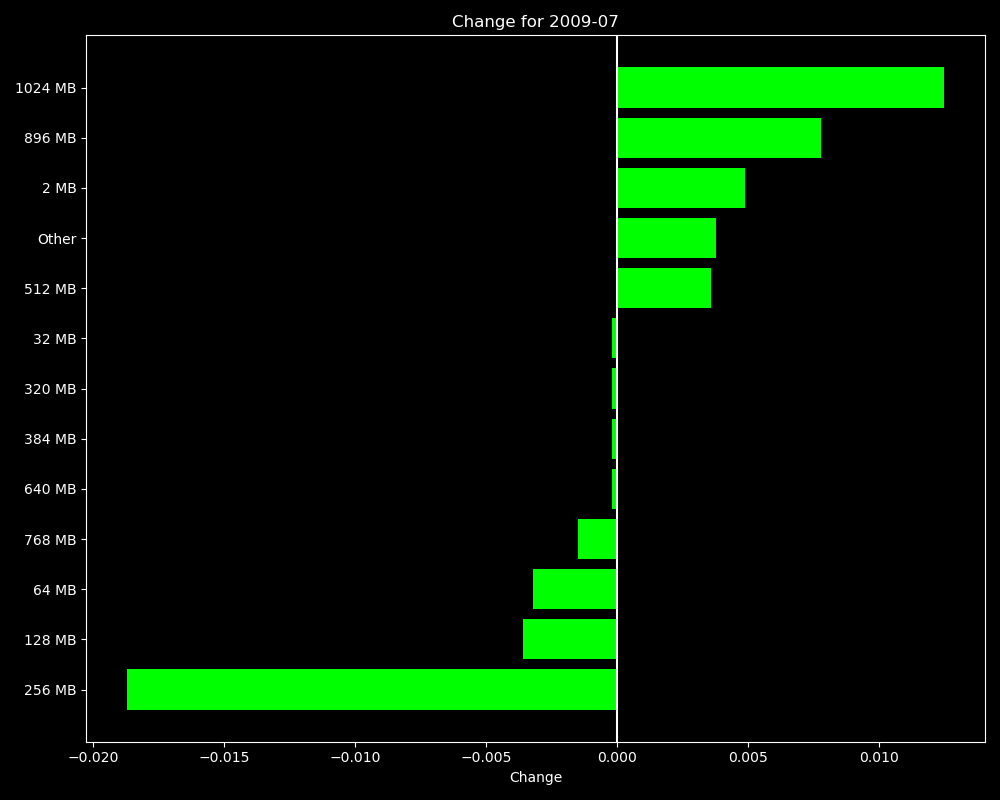 Change for 2009-07
1024 MB
896 MB
2 MB
Other
512 MB
32 MB
320 MB
384 MB
640 MB
768 MB
64 MB
128 MB
256 MB
−0.020 −0.015 −0.010 −0.005 0.000 0.005 0.010
Change